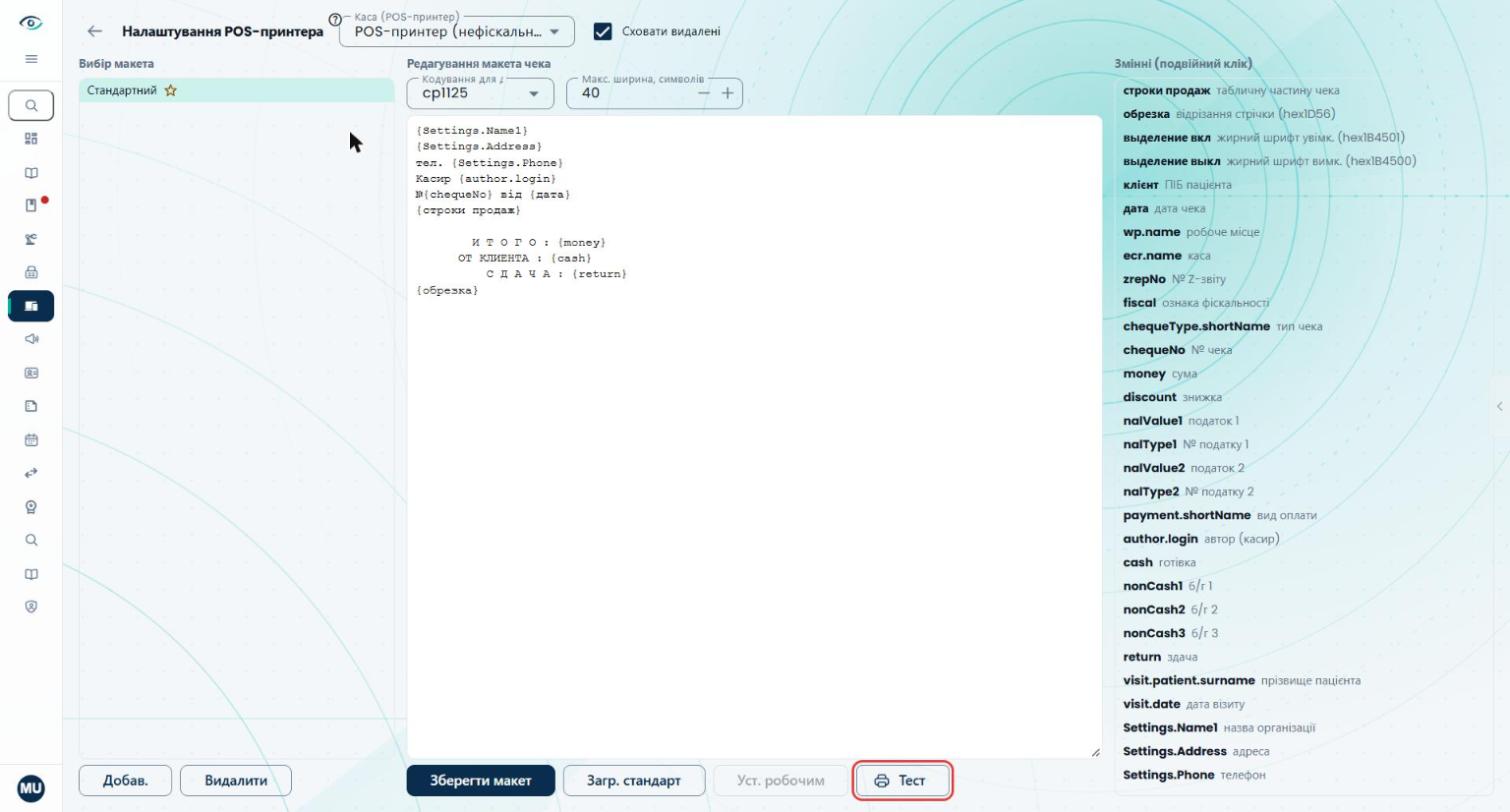 Налаштування POS-принтера
Каса (POS-принтер)
POS-принтер (нефіскальн...
Сховати видалені
Вибір макета
Стандартний
Редагування макета чека
Кодування для
cp1125
Макс. ширина, символів
40
{Settings.Name1}
{Settings.Address}
тел. {Settings.Phone}
Касир {author.login}
№{chequeNo} від {дата}
{строки продаж}
И Т О Г О : {money}
ОТ КЛИЕНТА : {cash}
С Д А Ч А : {return}
{обрезка}
Змінні (подвійний клік)
строки продаж табличну частину чека
обрезка відрізання стрічки (hex1D56)
выделение вкл жирний шрифт увімк. (hex1B4501)
выделение выкл жирний шрифт вимк. (hex1B4500)
клієнт ПІБ пацієнта
дата дата чека
wp.name робоче місце
ecr.name каса
zrepNo № Z-звіту
fiscal ознака фіскальності
chequeType.shortName тип чека
chequeNo № чека
money сума
discount знижка
nalValue1 податок 1
nalType1 № податку 1
nalValue2 податок 2
nalType2 № податку 2
payment.shortName вид оплати
author.login автор (касир)
cash готівка
nonCash1 б/г 1
nonCash2 б/г 2
nonCash3 б/г 3
return здача
visit.patient.surname прізвище пацієнта
visit.date дата візиту
Settings.Name1 назва організації
Settings.Address адреса
Settings.Phone телефон
MU
Добав.
Видалити
Зберегти макет
Загр. стандарт
Уст. робочим
Тест